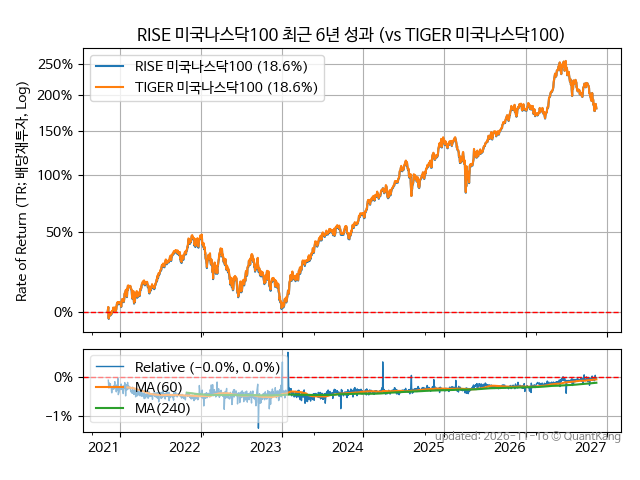 RISE 미국나스닥100 최근 6년 성과 (vs TIGER 미국나스닥100)
Rate of Return (TR; 배당재투자, Log)
RISE 미국나스닥100 (18.6%)
TIGER 미국나스닥100 (18.6%)
250%
200%
150%
100%
50%
0%
Relative (−0.0%, 0.0%)
MA(60)
MA(240)
0%
−1%
updated: 2026-11-16 © QuantKang
2021 2022 2023 2024 2025 2026 2027